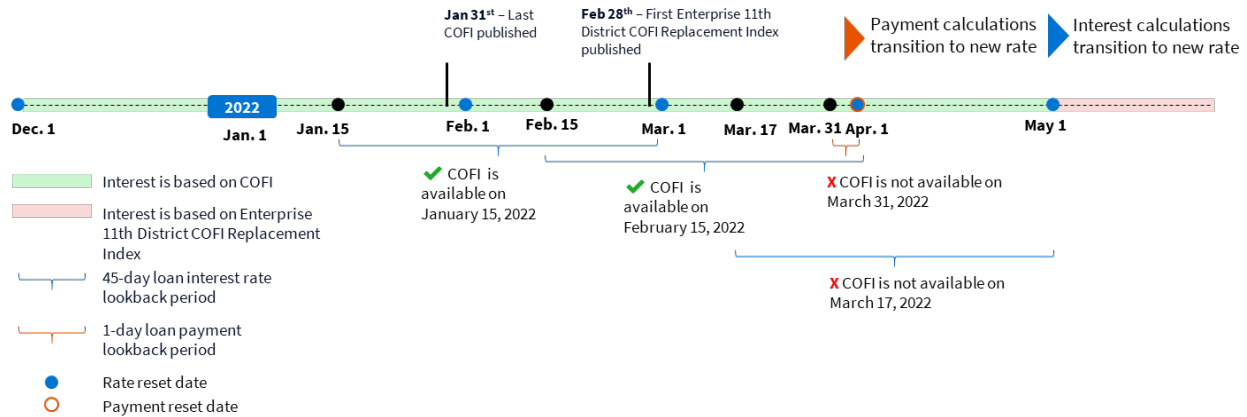 Jan 31st – Last
COFI published
Feb 28th – First Enterprise 11th
District COFI Replacement Index
published
Payment calculations
transition to new rate
Interest calculations
transition to new rate
2022
Dec. 1
Jan. 1
Jan. 15
Feb. 1
Feb. 15
Mar. 1
Mar. 17
Mar. 31
Apr. 1
May 1
COFI is
available on
January 15, 2022
COFI is
available on
February 15, 2022
X COFI is not available on
March 31, 2022
X COFI is not available on
March 17, 2022
Interest is based on COFI
Interest is based on Enterprise
11th District COFI Replacement
Index
45-day loan interest rate
lookback period
1-day loan payment
lookback period
Rate reset date
Payment reset date